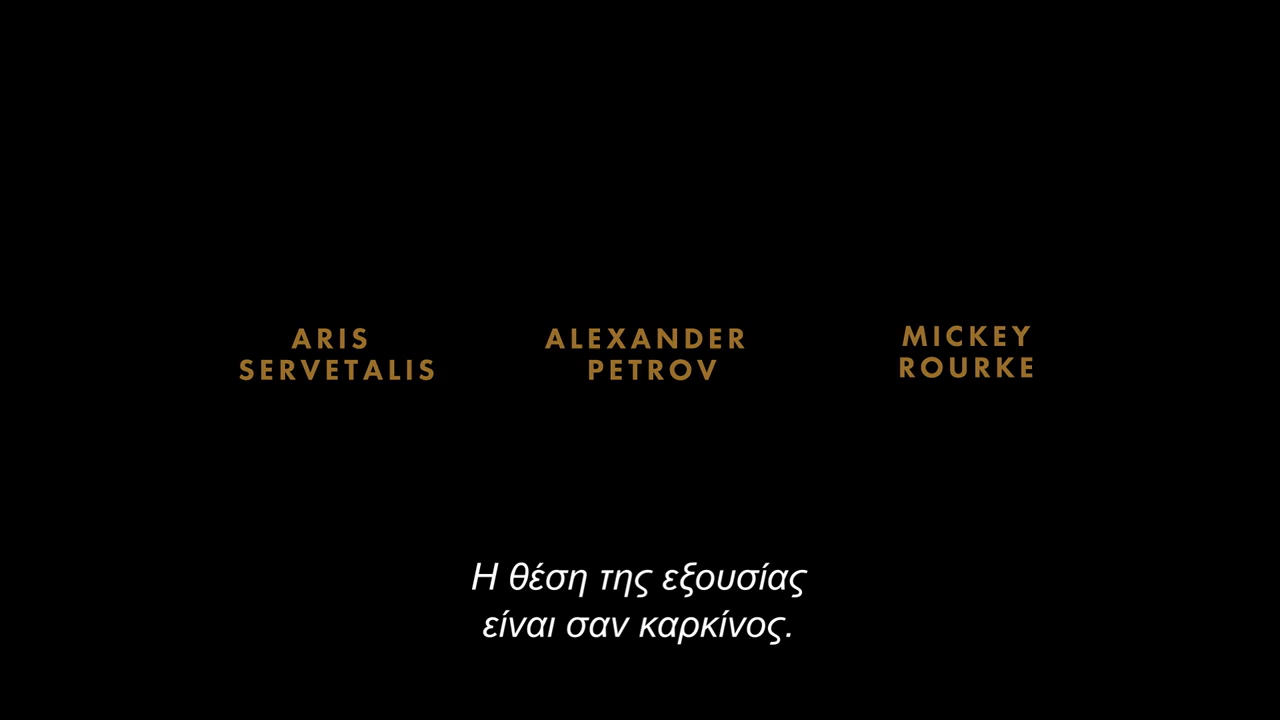 ARIS
SERVETALIS
ALEXANDER
PETROV
MICKEY
ROURKE
Η θέση της εξουσίας
είναι σαν καρκίνος.